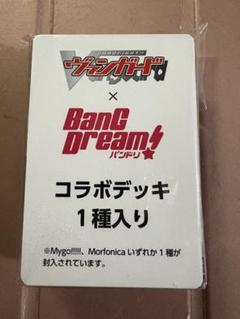 CARDFIGHT!!
ヴァンガード
Vanguard
×
BanG
Dream!
バンドリ
コラボデッキ
1種入り
※Mygo!!!!!、Morfonica いずれか1種が
封入されています。